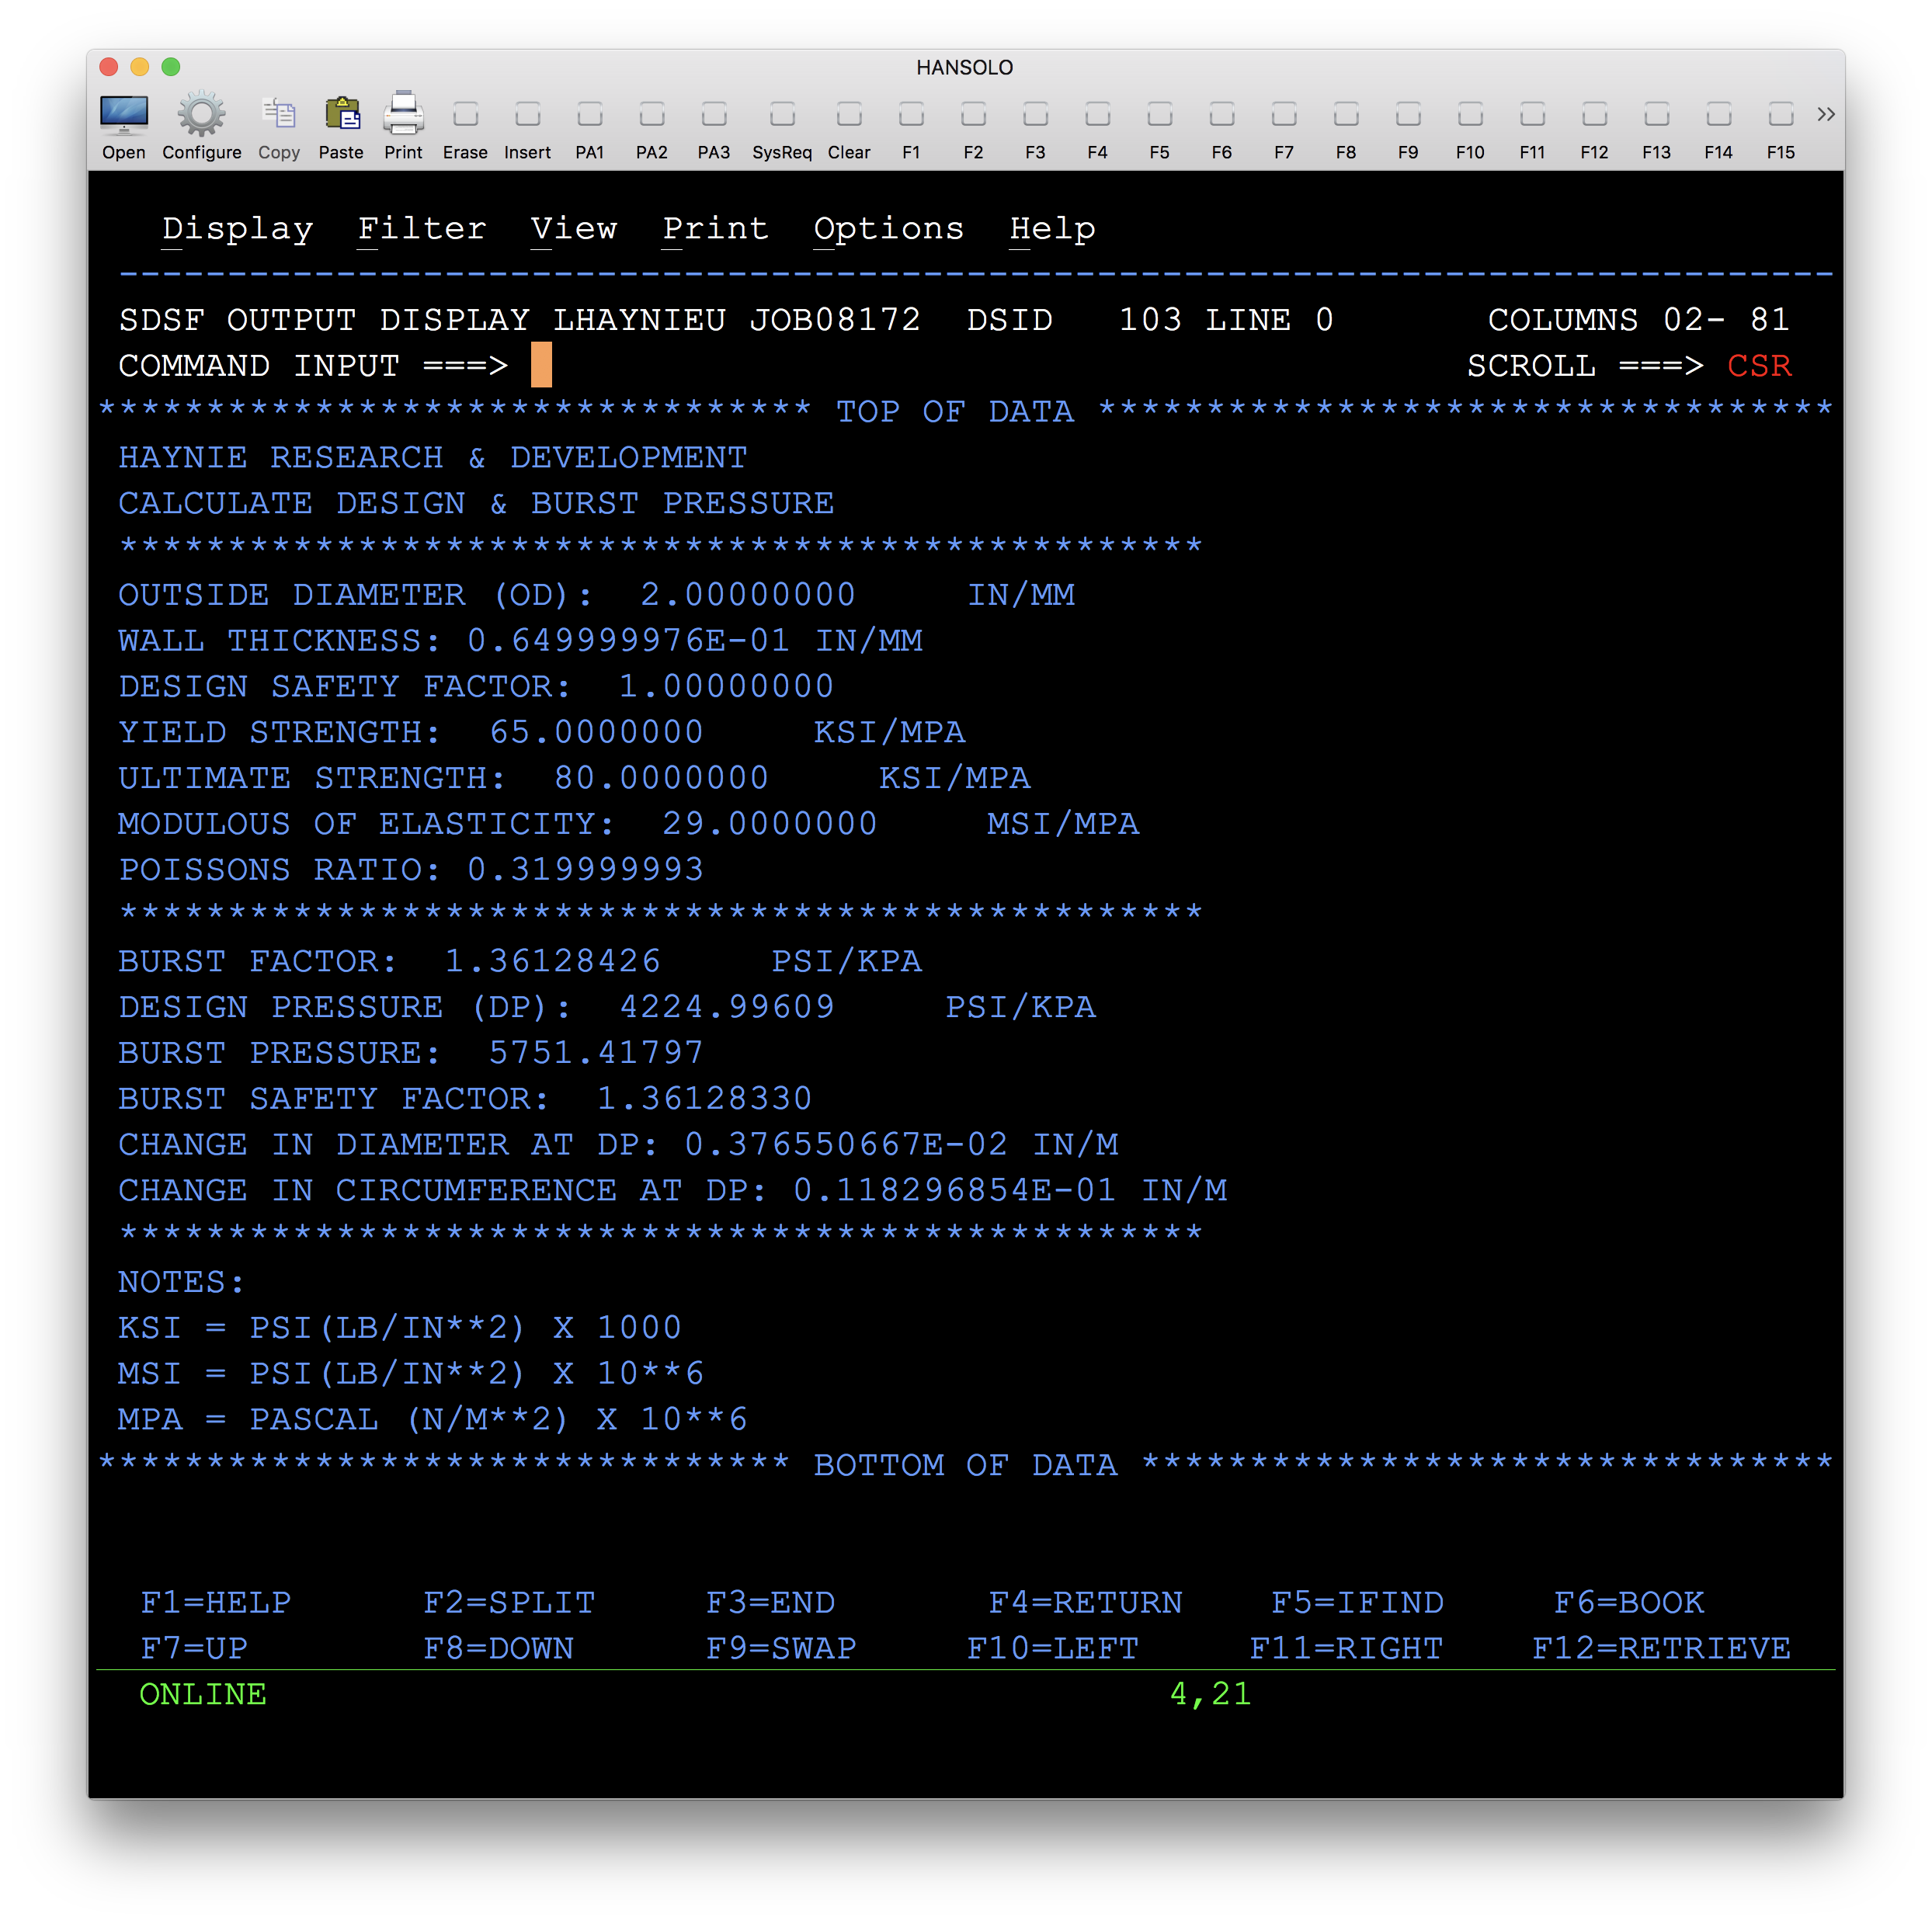 HANSOLO
Open Configure Copy Paste Print Erase Insert PA1 PA2 PA3 SysReq Clear F1 F2 F3 F4 F5 F6 F7 F8 F9 F10 F11 F12 F13 F14 F15 »
Display Filter View Print Options Help
-------------------------------------------------------------------------------
SDSF OUTPUT DISPLAY LHAYNIEU JOB08172 DSID 103 LINE 0 COLUMNS 02- 81
COMMAND INPUT ===> SCROLL ===> CSR
********************************* TOP OF DATA **********************************
HAYNIE RESEARCH & DEVELOPMENT
CALCULATE DESIGN & BURST PRESSURE
**************************************************
OUTSIDE DIAMETER (OD): 2.00000000 IN/MM
WALL THICKNESS: 0.649999976E-01 IN/MM
DESIGN SAFETY FACTOR: 1.00000000
YIELD STRENGTH: 65.0000000 KSI/MPA
ULTIMATE STRENGTH: 80.0000000 KSI/MPA
MODULOUS OF ELASTICITY: 29.0000000 MSI/MPA
POISSONS RATIO: 0.319999993
**************************************************
BURST FACTOR: 1.36128426 PSI/KPA
DESIGN PRESSURE (DP): 4224.99609 PSI/KPA
BURST PRESSURE: 5751.41797
BURST SAFETY FACTOR: 1.36128330
CHANGE IN DIAMETER AT DP: 0.376550667E-02 IN/M
CHANGE IN CIRCUMFERENCE AT DP: 0.118296854E-01 IN/M
**************************************************
NOTES:
KSI = PSI(LB/IN**2) X 1000
MSI = PSI(LB/IN**2) X 10**6
MPA = PASCAL (N/M**2) X 10**6
******************************** BOTTOM OF DATA ********************************
F1=HELP F2=SPLIT F3=END F4=RETURN F5=IFIND F6=BOOK
F7=UP F8=DOWN F9=SWAP F10=LEFT F11=RIGHT F12=RETRIEVE
ONLINE 4,21